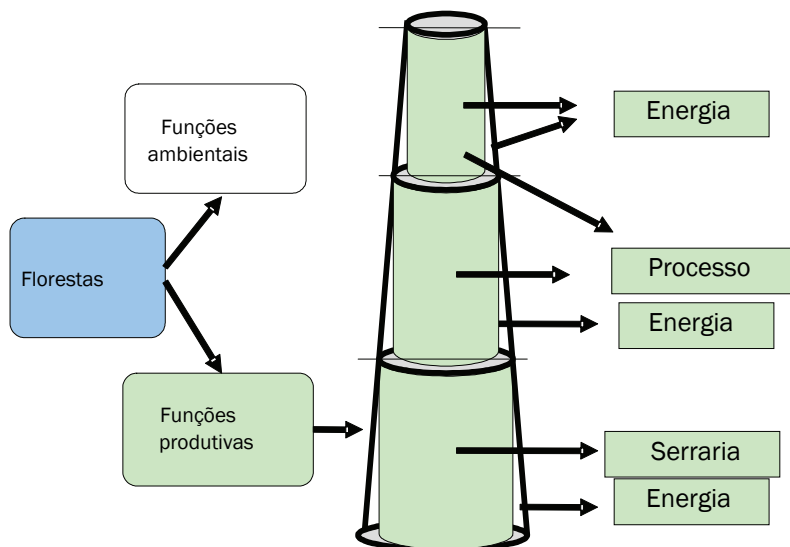 Funções
ambientais
Florestas
Funções
produtivas
Energia
Processo
Energia
Serraria
Energia